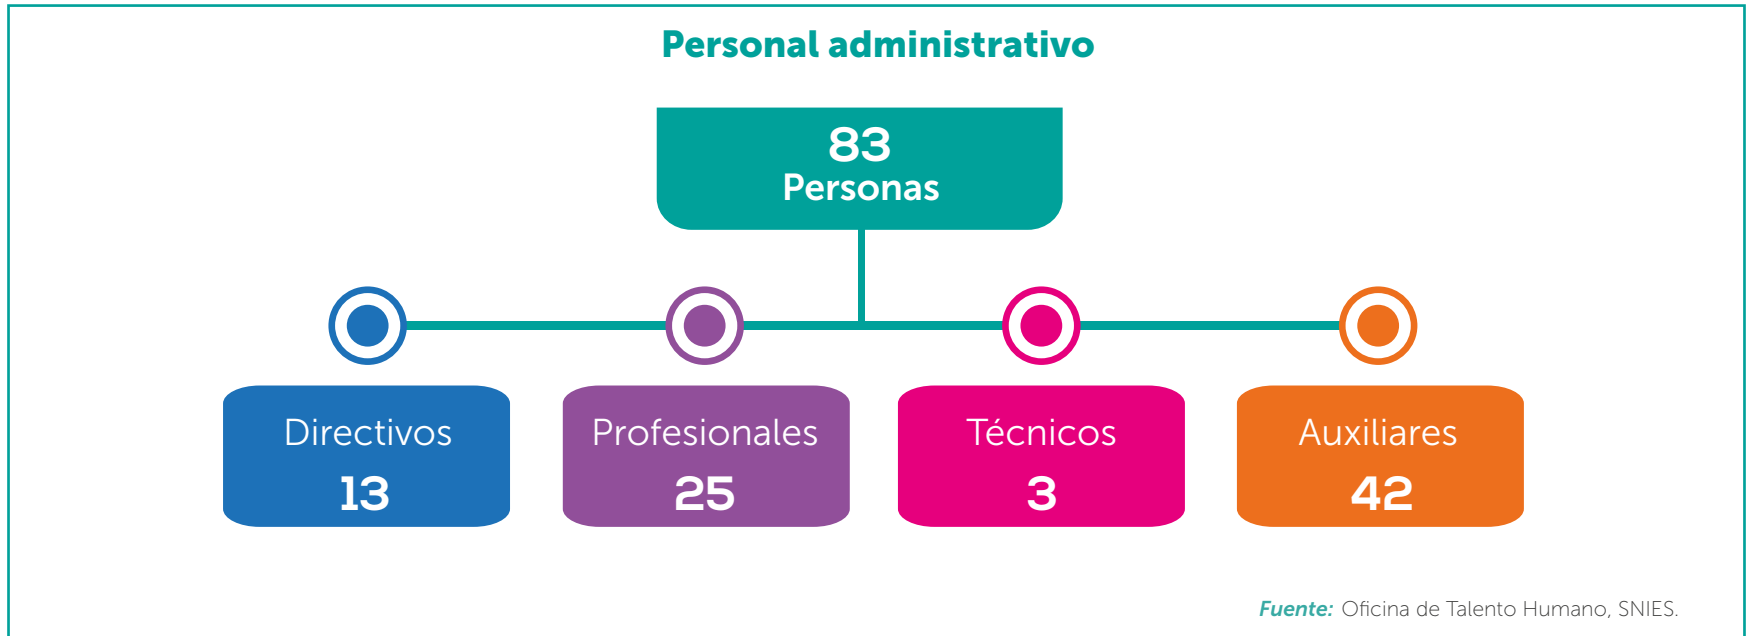 Personal administrativo
83
Personas
Directivos
13
Profesionales
25
Técnicos
3
Auxiliares
42
Fuente: Oficina de Talento Humano, SNIES.